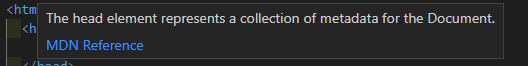 <htm
The head element represents a collection of metadata for the Document.
<h
MDN Reference
</head>